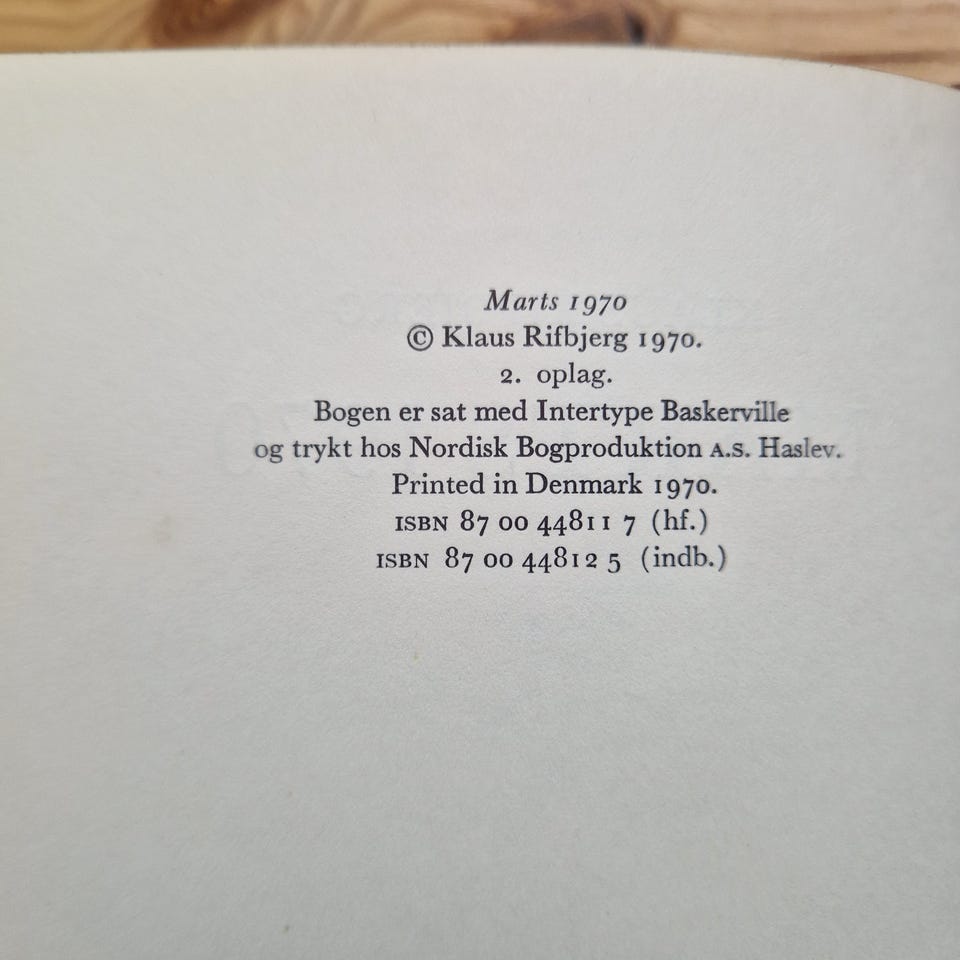 Marts 1970
© Klaus Rifbjerg 1970.
2. oplag.
Bogen er sat med Intertype Baskerville
og trykt hos Nordisk Bogproduktion A.S. Haslev.
Printed in Denmark 1970.
ISBN 87 00 44811 7 (hf.)
ISBN 87 00 44812 5 (indb.)